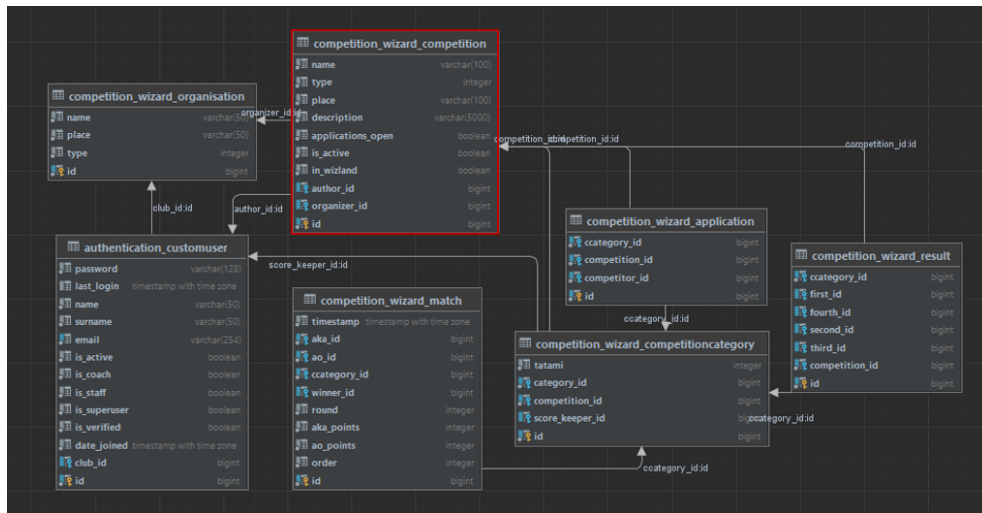 competition_wizard_competition
name varchar(100)
type integer
place varchar(100)
description varchar(5000)
applications_open boolean
is_active boolean
in_wizland boolean
author_id bigint
organizer_id bigint
id bigint
competition_wizard_organisation
name varchar(50)
place varchar(50)
type integer
id bigint
organizer_id:id
club_id:id
author_id:id
authentication_customuser
password varchar(128)
last_login timestamp with time zone
name varchar(50)
surname varchar(50)
email varchar(254)
is_active boolean
is_coach boolean
is_staff boolean
is_superuser boolean
is_verified boolean
date_joined timestamp with time zone
club_id bigint
id bigint
score_keeper_id:id
competition_wizard_match
timestamp timestamp with time zone
aka_id bigint
ao_id bigint
ccategory_id bigint
winner_id bigint
round integer
aka_points integer
ao_points integer
order integer
id bigint
competition_id:id
competition_id:id
competition_id:id
competition_wizard_application
ccategory_id bigint
competition_id bigint
competitor_id bigint
id bigint
ccategory_id:id
competition_wizard_result
ccategory_id bigint
first_id bigint
fourth_id bigint
second_id bigint
third_id bigint
competition_id bigint
id bigint
competition_wizard_competitioncategory
tatami integer
category_id bigint
competition_id bigint
score_keeper_id bigint
id bigint
ccategory_id:id
ccategory_id:id